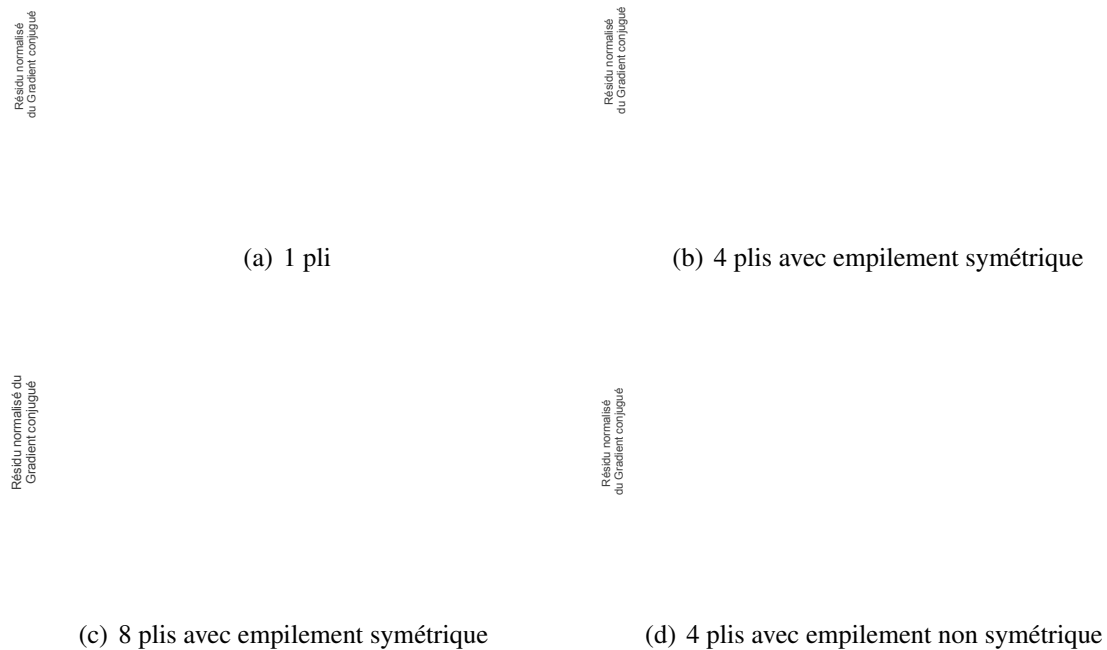 Résidu normalisé
du Gradient conjugué
Résidu normalisé
du Gradient conjugué
(a) 1 pli
(b) 4 plis avec empilement symétrique
Résidu normalisé du
Gradient conjugué
Résidu normalisé
du Gradient conjugué
(c) 8 plis avec empilement symétrique
(d) 4 plis avec empilement non symétrique